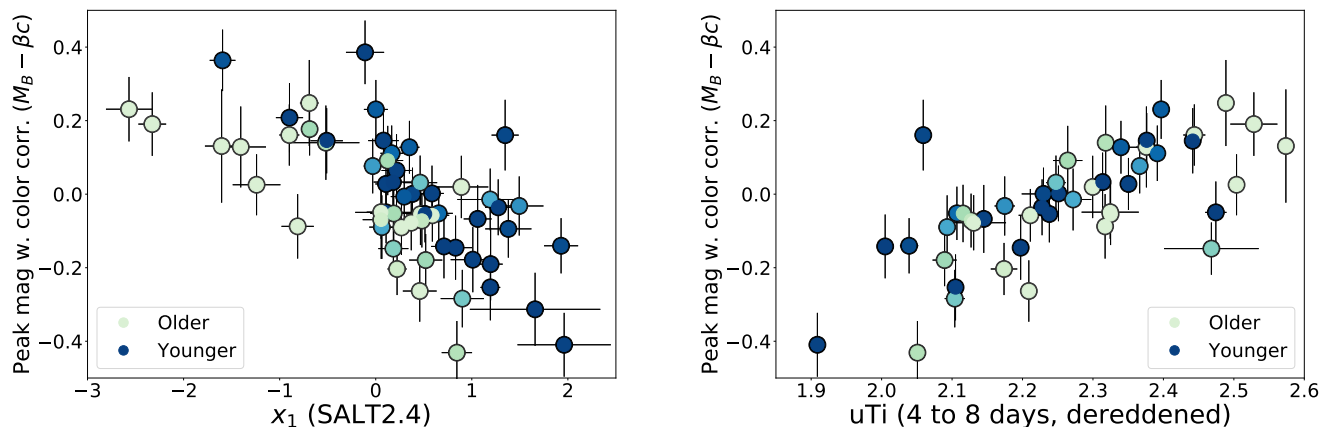 Peak mag w. color corr. (M_B − βc)
0.4
0.2
0.0
−0.2
−0.4
Older
Younger
−3 −2 −1 0 1 2
x_1 (SALT2.4)
Peak mag w. color corr. (M_B − βc)
0.4
0.2
0.0
−0.2
−0.4
Older
Younger
1.9 2.0 2.1 2.2 2.3 2.4 2.5 2.6
uTi (4 to 8 days, dereddened)